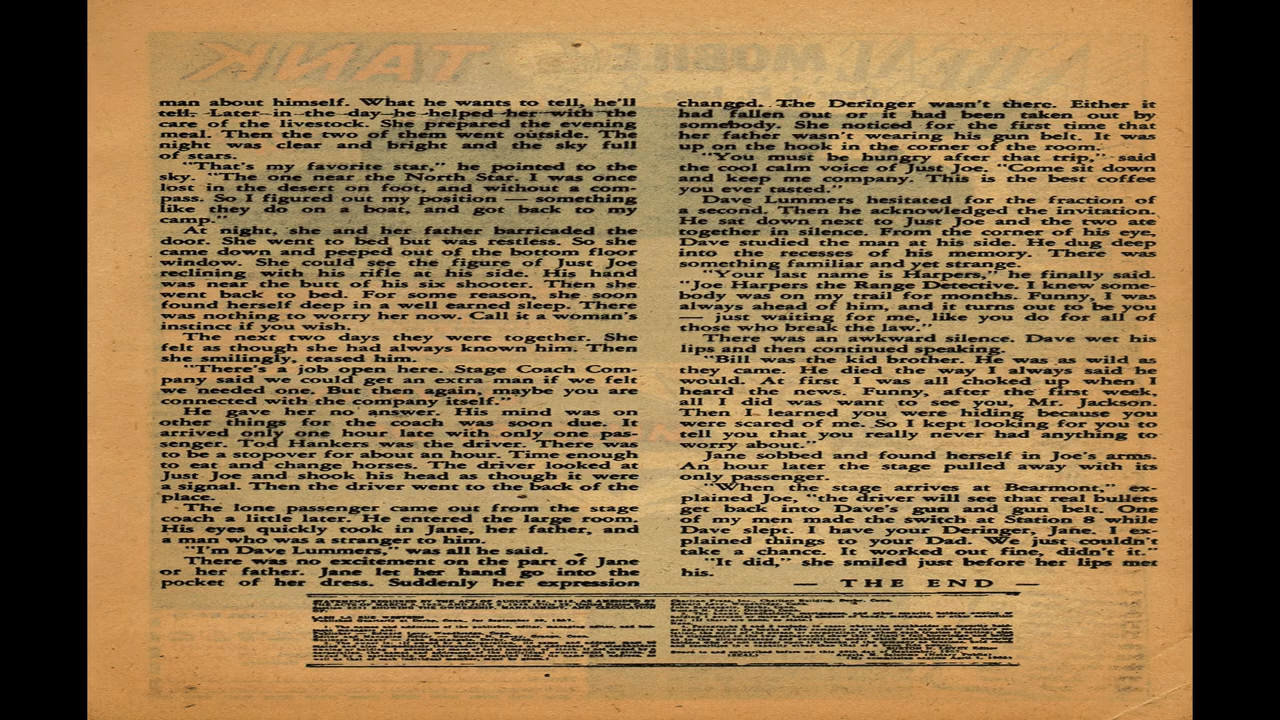 man about himself. What he wants to tell, he'll
tell. Later in the day he helped her with the
care of the livestock. She prepared the evening
meal. Then the two of them went outside. The
night was clear and bright and the sky full
of stars.
"That's my favorite star," he pointed to the
sky. "The one near the North Star. I was once
lost in the desert on foot, and without a com-
pass. So I figured out my position — something
like they do on a boat, and got back to my
camp."
At night, she and her father barricaded the
door. She went to bed but was restless. So she
came down and peeped out of the bottom floor
window. She could see the figure of Just Joe
reclining with his rifle at his side. His hand
was near the butt of his six shooter. Then she
went back to bed. For some reason, she soon
found herself deep in a well earned sleep. There
was nothing to worry her now. Call it a woman's
instinct if you wish.
The next two days they were together. She
felt as though she had always known him. Then
she smilingly, teased him.
"There's a job open here. Stage Coach Com-
pany said we could get an extra man if we felt
we needed one. But then again, maybe you are
connected with he company itself."
He gave her no answer. His mind was on
other things for the coach was soon due. It
arrived only one hour late with only one pas-
senger. Tod Hankers was the driver. There was
to be a stopover for about an hour. Time enough
to eat and change horses. The driver looked at
Just Joe and shook his head as though it were
a signal. Then the driver went to the back of the
place.
The lone passenger came out from the stage
coach a little later. He entered the large room.
His eyes quickly took in Jane, her father, and
a man who was a stranger to him.
"I'm Dave Lummers," was all he said.
There was no excitement on the part of Jane
or her father. Jane let her hand go into the
pocket of her dress. Suddenly her expression
changed. The Deringer wasn't there. Either it
had fallen out or it had been taken out by
somebody. She noticed for the first time that
her father wasn't wearing his gun belt. It was
up on the hook in the corner of the room.
"You must be hungry after that trip," said
the cool calm voice of Just Joe. "Come sit down
and keep me company. This is the best coffee
you ever tasted."
Dave Lummers hesitated for the fraction of
a second. Then he acknowledged the invitation.
He sat down next to Just Joe and the two ate
together in silence. From the corner of his eye,
Dave studied the man at his side. He dug deep
into the recesses of his memory. There was
something familiar and yet strange.
"Your last name is Harpers," he finally said.
"Joe Harpers the Range Detective. I knew some-
body was on my trail for months. Funny, I was
always ahead of him, and it turns out to be you
— just waiting for me, like you do for all of
those who break the law."
There was an awkward silence. Dave wet his
lips and then continued speaking.
"Bill was the kid brother. He was as wild as
they came. He died the way I always said he
would. At first I was all choked up when I
heard the news. Funny, after the first week,
all I did was want to see you, Mr. Jackson.
Then I learned you were hiding because you
were scared of me. So I kept looking for you to
tell you that you really never had anything to
worry about."
Jane sobbed and found herself in Joe's arms.
An hour later the stage pulled away with its
only passenger.
"When the stage arrives at Bearmont," ex-
plained Joe, "the driver will see that real bullets
get back into Dave's gun and gun belt. One
of my men made the switch at Station 8 while
Dave slept. I have your Deringer, Jane. I ex-
plained things to your Dad. We just couldn't
take a chance. It worked out fine, didn't it."
"It did," she smiled just before her lips met
his.
— THE END —